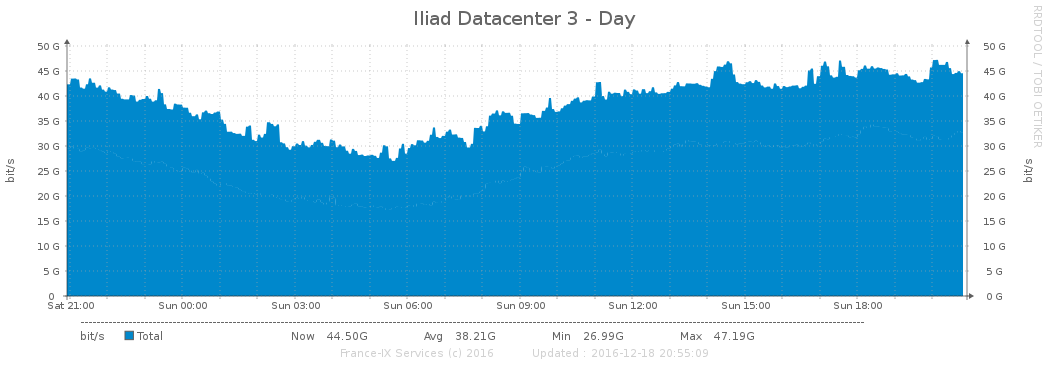 Iliad Datacenter 3 - Day
RRDTOOL / TOBI OETIKER
50 G 50 G
45 G 45 G
40 G 40 G
35 G 35 G
30 G 30 G
25 G 25 G
20 G 20 G
15 G 15 G
10 G 10 G
5 G 5 G
0 0 G
bit/s bit/s
Sat 21:00 Sun 00:00 Sun 03:00 Sun 06:00 Sun 09:00 Sun 12:00 Sun 15:00 Sun 18:00
bit/s Total Now 44.50G Avg 38.21G Min 26.99G Max 47.19G
France-IX Services (c) 2016 Updated : 2016-12-18 20:55:09